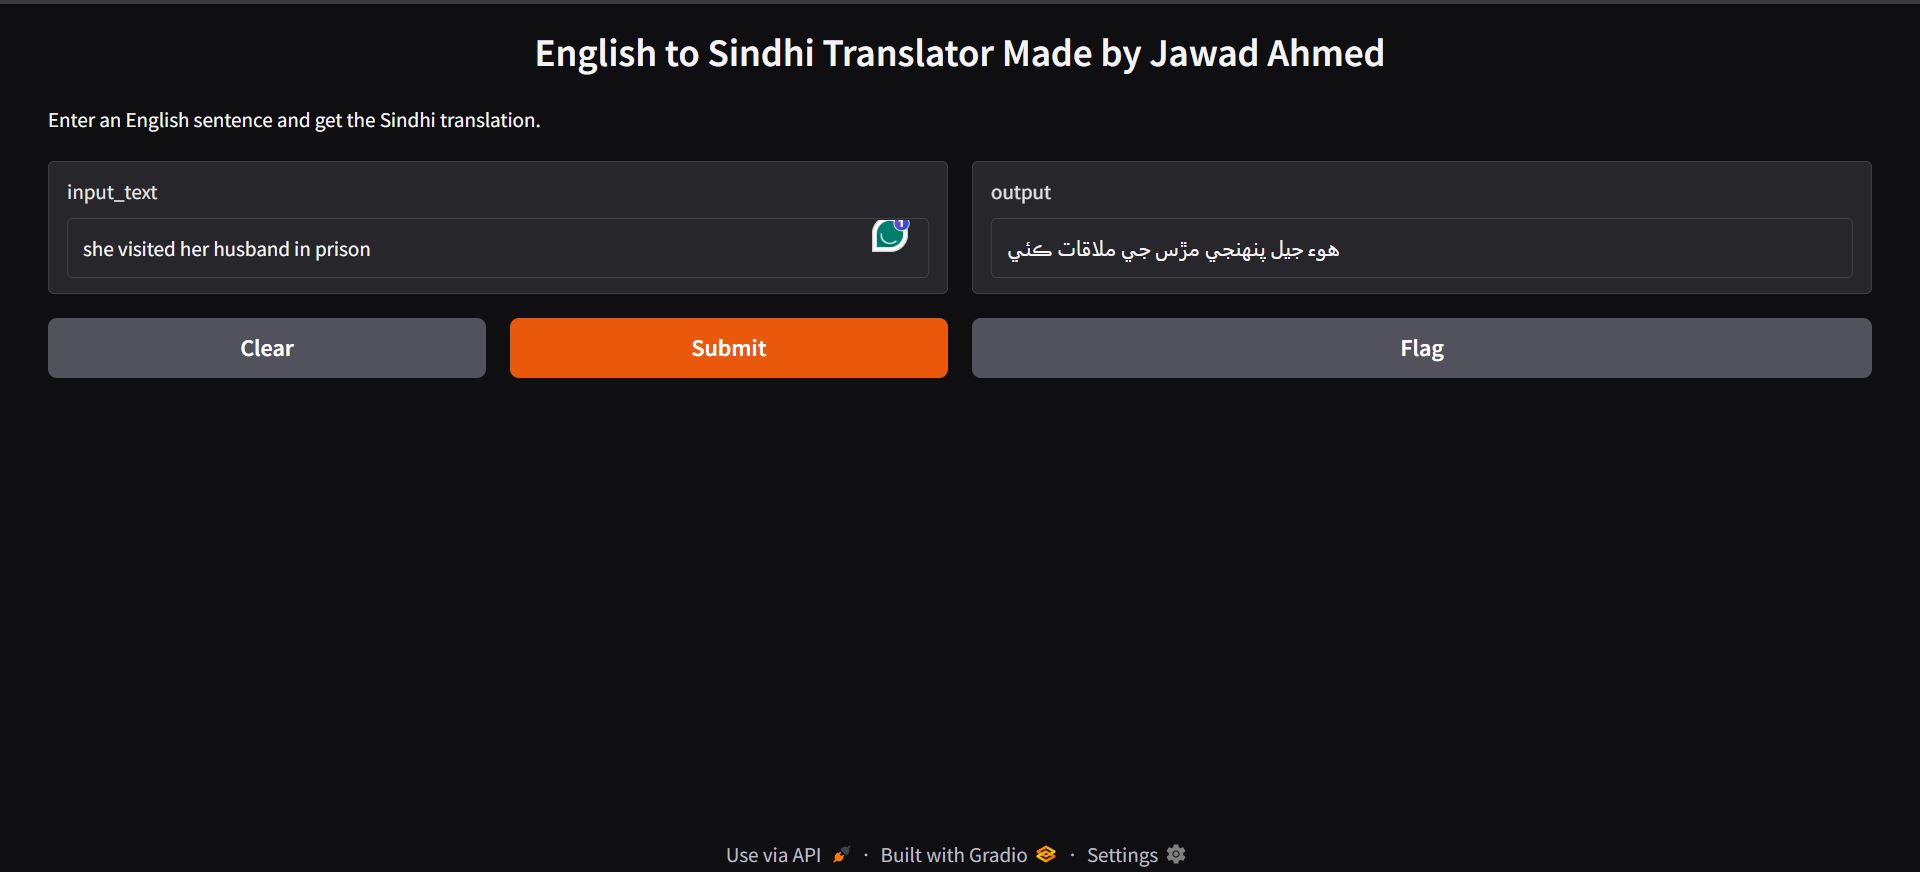 English to Sindhi Translator Made by Jawad Ahmed
Enter an English sentence and get the Sindhi translation.
input_text
she visited her husband in prison
1
output
هوء جيل پنهنجي مڙس جي ملاقات ڪئي
Clear
Submit
Flag
Use via API · Built with Gradio · Settings